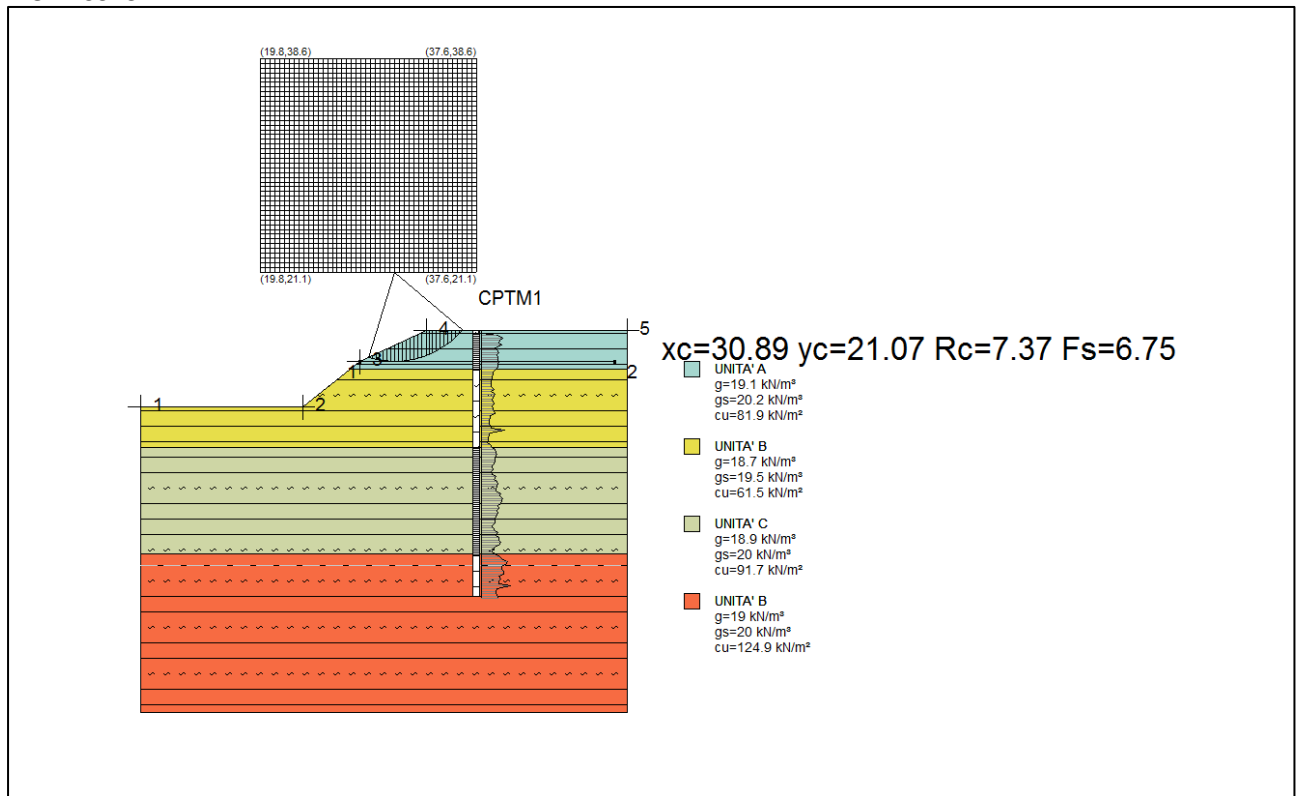 (19.8,38.6) (37.6,38.6)
(19.8,21.1) (37.6,21.1)
CPTM1
4 5
xc=30.89 yc=21.07 Rc=7.37 Fs=6.75
3
1 2
1 2
UNITA' A
g=19.1 kN/m³
gs=20.2 kN/m³
cu=81.9 kN/m²
UNITA' B
g=18.7 kN/m³
gs=19.5 kN/m³
cu=61.5 kN/m²
UNITA' C
g=18.9 kN/m³
gs=20 kN/m³
cu=91.7 kN/m²
UNITA' B
g=19 kN/m³
gs=20 kN/m³
cu=124.9 kN/m²